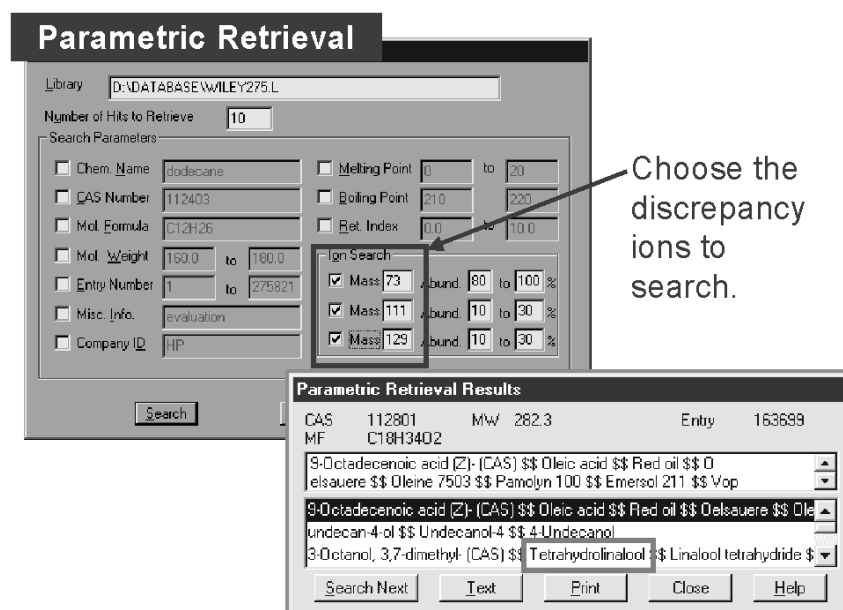 Parametric Retrieval
Library D:\DATABASE\WILEY275.L
Number of Hits to Retrieve 10
Search Parameters
Chem. Name dodecane
CAS Number 112403
Mol. Formula C12H26
Mol. Weight 160.0 to 180.0
Entry Number 1 to 275821
Misc. Info. evaluation
Company ID HP
Melting Point 0 to 20
Boiling Point 210 220
Ret. Index 0.0 to 10.0
Ion Search
Mass 73 Abund. 80 to 100 %
Mass 111 Abund. 10 to 30 %
Mass 129 Abund. 10 to 30 %
Search
Choose the
discrepancy
ions to
search.
Parametric Retrieval Results
CAS 112801 MW 282.3 Entry 163699
MF C18H34O2
9-Octadecenoic acid (Z)- (CAS) $$ Oleic acid $$ Red oil $$ O
elsauere $$ Oleine 7503 $$ Pamolyn 100 $$ Emersol 211 $$ Vop
9-Octadecenoic acid (Z)- (CAS) $$ Oleic acid $$ Red oil $$ Oelsauere $$ Ole
undecan-4-ol $$ Undecanol-4 $$ 4-Undecanol
3-Octanol, 3,7-dimethyl- (CAS) $$ Tetrahydrolinalool $$ Linalool tetrahydride $
Search Next Text Print Close Help